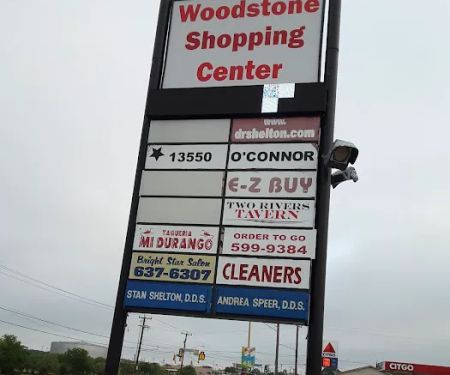 Woodstone
Shopping
Center
www.
drshelton.com
13550 O'CONNOR
E-Z BUY
TWO RIVERS
TAVERN
TAQUERIA
MI DURANGO
ORDER TO GO
599-9384
Bright Star Salon
637-6307
CLEANERS
STAN SHELTON, D.D.S.
ANDREA SPEER, D.D.S.
CITGO